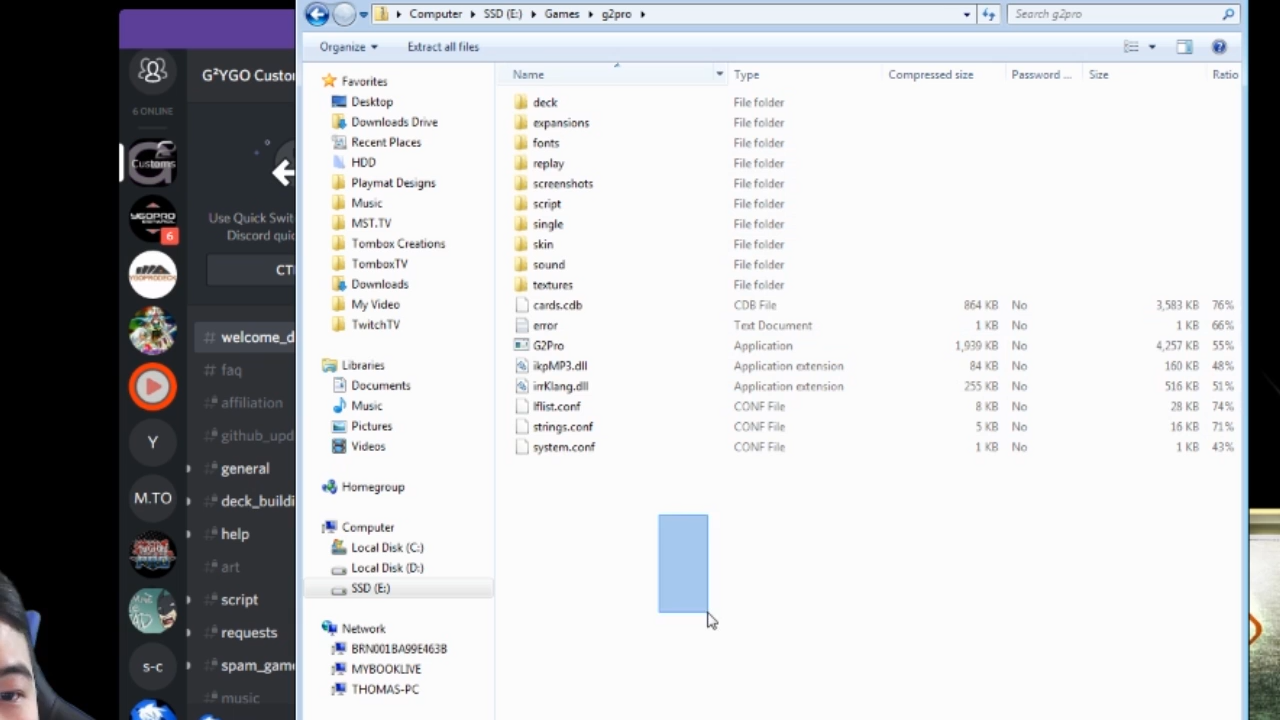 Computer SSD (E:) Games g2pro
Search g2pro
Organize Extract all files
G²YGO Custo
6 ONLINE
Customs
YGOPRO
6
Use Quick Swit
Discord quic
CT
welcome_d
faq
affiliation
github_upd
general
deck_buildi
help
art
script
requests
spam_game
music
Y
M.TO
s-c
Favorites
Desktop
Downloads Drive
Recent Places
HDD
Playmat Designs
Music
MST.TV
Tombox Creations
TomboxTV
Downloads
My Video
TwitchTV
Libraries
Documents
Music
Pictures
Videos
Homegroup
Computer
Local Disk (C:)
Local Disk (D:)
SSD (E:)
Network
BRN001BA99E463B
MYBOOKLIVE
THOMAS-PC
Name Type Compressed size Password ... Size Ratio
deck File folder
expansions File folder
fonts File folder
replay File folder
screenshots File folder
script File folder
single File folder
skin File folder
sound File folder
textures File folder
cards.cdb CDB File 864 KB No 3,583 KB 76%
error Text Document 1 KB No 1 KB 66%
G2Pro Application 1,939 KB No 4,257 KB 55%
ikpMP3.dll Application extension 84 KB No 160 KB 48%
irrKlang.dll Application extension 255 KB No 516 KB 51%
lflist.conf CONF File 8 KB No 28 KB 74%
strings.conf CONF File 5 KB No 16 KB 71%
system.conf CONF File 1 KB No 1 KB 43%